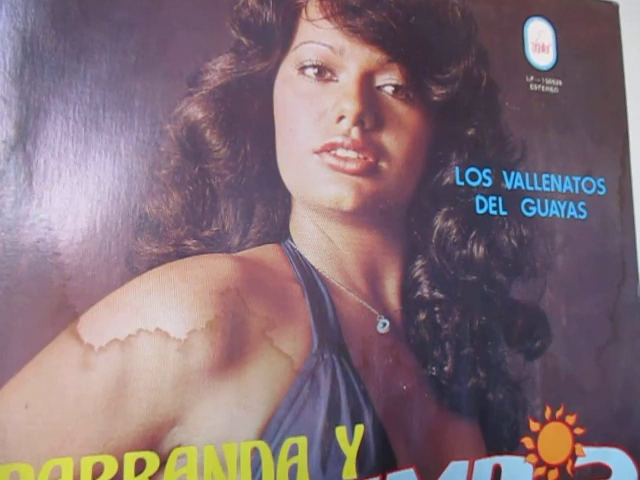 LP-
ESTEREO
LOS VALLENATOS
DEL GUAYAS
PARRANDA Y